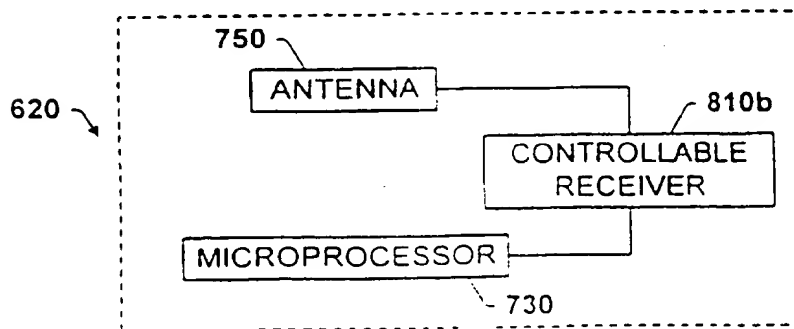 750
ANTENNA
620
810b
CONTROLLABLE
RECEIVER
MICROPROCESSOR
730